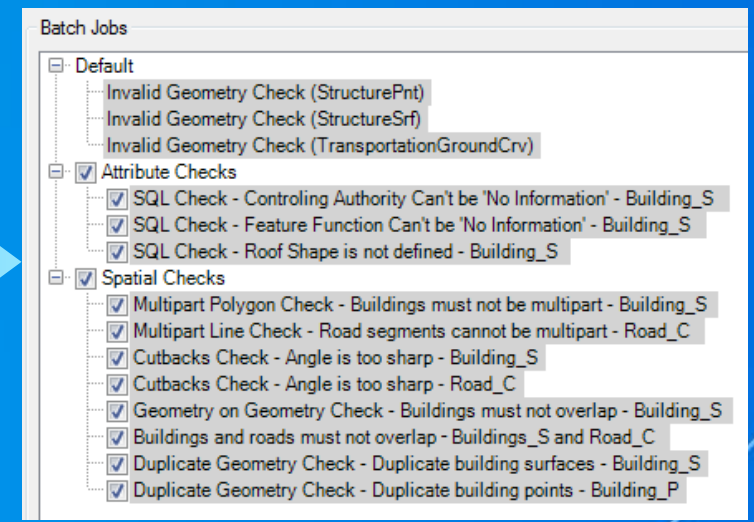 Batch Jobs
Default
Invalid Geometry Check (StructurePnt)
Invalid Geometry Check (StructureSrf)
Invalid Geometry Check (TransportationGroundCrv)
Attribute Checks
SQL Check - Controling Authority Can't be 'No Information' - Building_S
SQL Check - Feature Function Can't be 'No Information' - Building_S
SQL Check - Roof Shape is not defined - Building_S
Spatial Checks
Multipart Polygon Check - Buildings must not be multipart - Building_S
Multipart Line Check - Road segments cannot be multipart - Road_C
Cutbacks Check - Angle is too sharp - Building_S
Cutbacks Check - Angle is too sharp - Road_C
Geometry on Geometry Check - Buildings must not overlap - Building_S
Buildings and roads must not overlap - Buildings_S and Road_C
Duplicate Geometry Check - Duplicate building surfaces - Building_S
Duplicate Geometry Check - Duplicate building points - Building_P